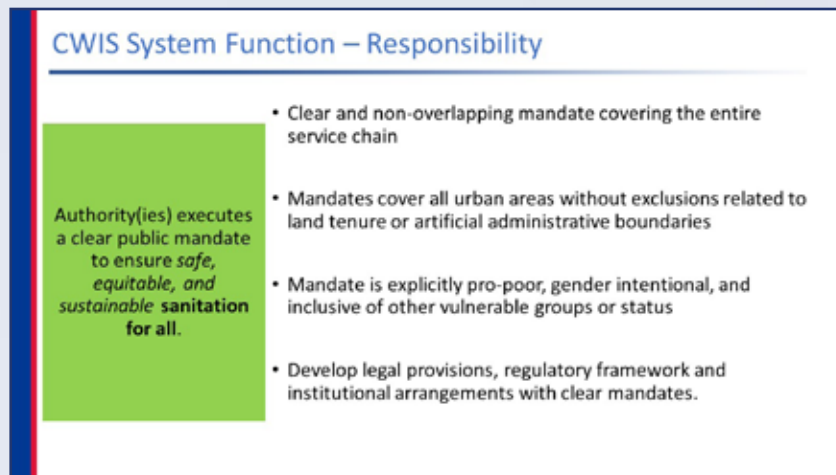 CWIS System Function – Responsibility
Authority(ies) executes
a clear public mandate
to ensure safe,
equitable, and
sustainable sanitation
for all.
• Clear and non-overlapping mandate covering the entire
service chain
• Mandates cover all urban areas without exclusions related to
land tenure or artificial administrative boundaries
• Mandate is explicitly pro-poor, gender intentional, and
inclusive of other vulnerable groups or status
• Develop legal provisions, regulatory framework and
institutional arrangements with clear mandates.